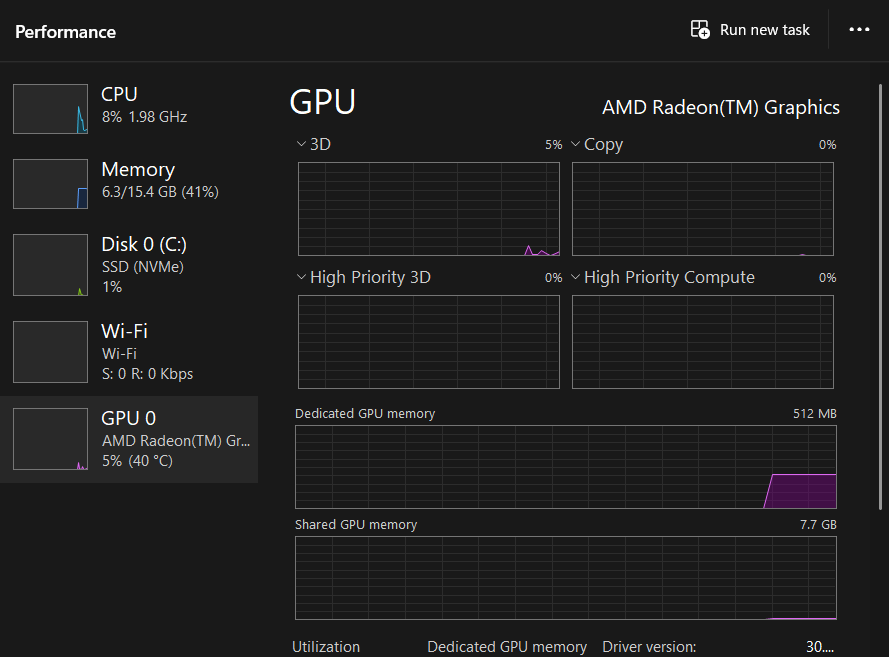 Performance
Run new task
CPU
8% 1.98 GHz
Memory
6.3/15.4 GB (41%)
Disk 0 (C:)
SSD (NVMe)
1%
Wi-Fi
Wi-Fi
S: 0 R: 0 Kbps
GPU 0
AMD Radeon(TM) Gr...
5% (40 °C)
GPU
AMD Radeon(TM) Graphics
3D 5%
Copy 0%
High Priority 3D 0%
High Priority Compute 0%
Dedicated GPU memory 512 MB
Shared GPU memory 7.7 GB
Utilization Dedicated GPU memory Driver version: 30....